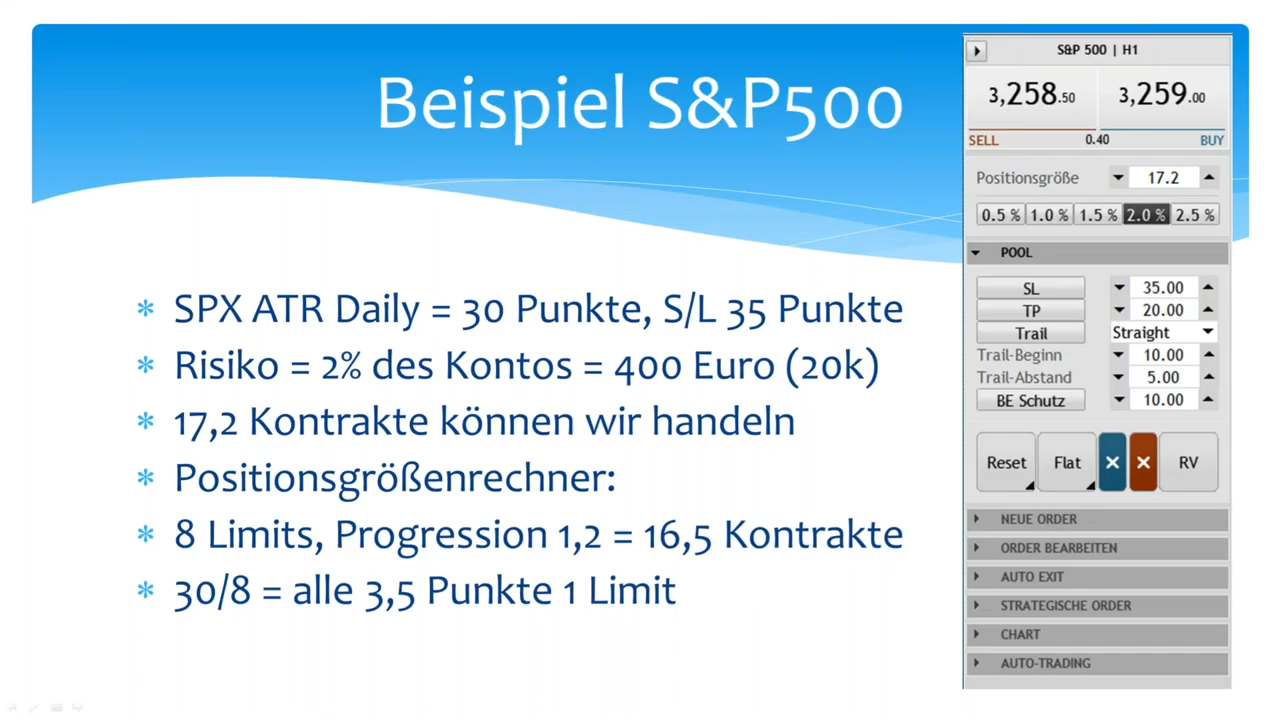 Beispiel S&P500
* SPX ATR Daily = 30 Punkte, S/L 35 Punkte
* Risiko = 2% des Kontos = 400 Euro (20k)
* 17,2 Kontrakte können wir handeln
* Positionsgrößenrechner:
* 8 Limits, Progression 1,2 = 16,5 Kontrakte
* 30/8 = alle 3,5 Punkte 1 Limit
S&P 500 | H1
3,258.50 3,259.00
SELL 0.40 BUY
Positionsgröße 17.2
0.5 % 1.0 % 1.5 % 2.0 % 2.5 %
POOL
SL 35.00
TP 20.00
Trail Straight
Trail-Beginn 10.00
Trail-Abstand 5.00
BE Schutz 10.00
Reset Flat × × RV
NEUE ORDER
ORDER BEARBEITEN
AUTO EXIT
STRATEGISCHE ORDER
CHART
AUTO-TRADING